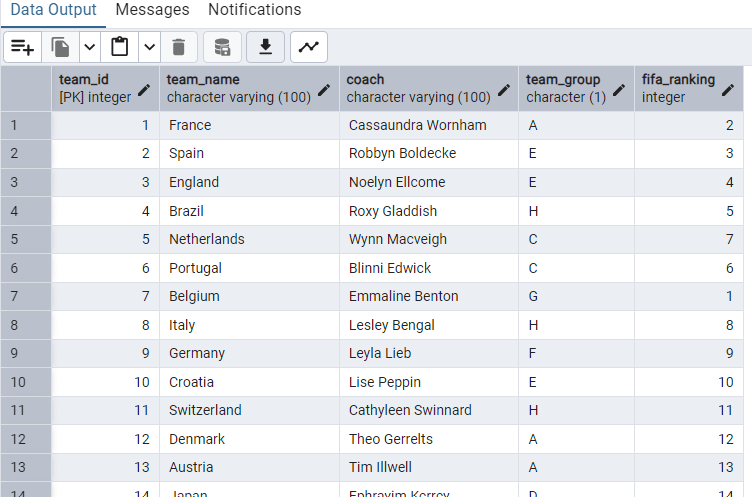 Data Output Messages Notifications
team_id team_name coach team_group fifa_ranking
[PK] integer character varying (100) character varying (100) character (1) integer
1 1 France Cassaundra Wornham A 2
2 2 Spain Robbyn Boldecke E 3
3 3 England Noelyn Ellcome E 4
4 4 Brazil Roxy Gladdish H 5
5 5 Netherlands Wynn Macveigh C 7
6 6 Portugal Blinni Edwick C 6
7 7 Belgium Emmaline Benton G 1
8 8 Italy Lesley Bengal H 8
9 9 Germany Leyla Lieb F 9
10 10 Croatia Lise Peppin E 10
11 11 Switzerland Cathyleen Swinnard H 11
12 12 Denmark Theo Gerrelts A 12
13 13 Austria Tim Illwell A 13
14 14 Japan Ephrayim D 14